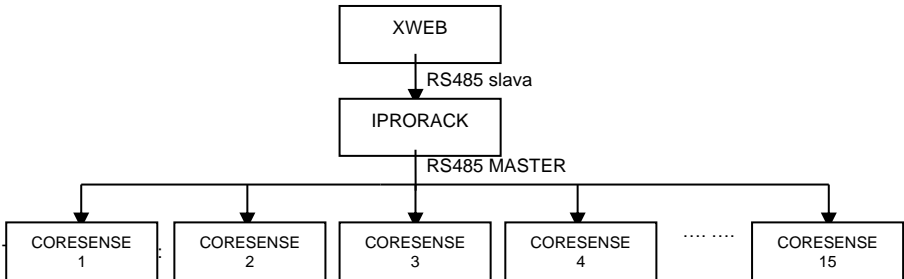 XWEB
RS485 slava
IPRORACK
RS485 MASTER
CORESENSE
1
CORESENSE
2
CORESENSE
3
CORESENSE
4
.... ....
CORESENSE
15
: